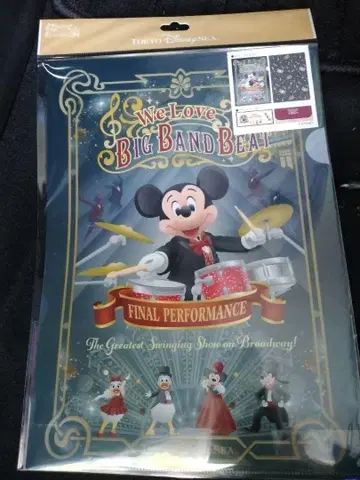 TOKYO DISNEYSEA
We Love
BIG BAND BEAT
FINAL PERFORMANCE
The Greatest Swinging Show on Broadway!